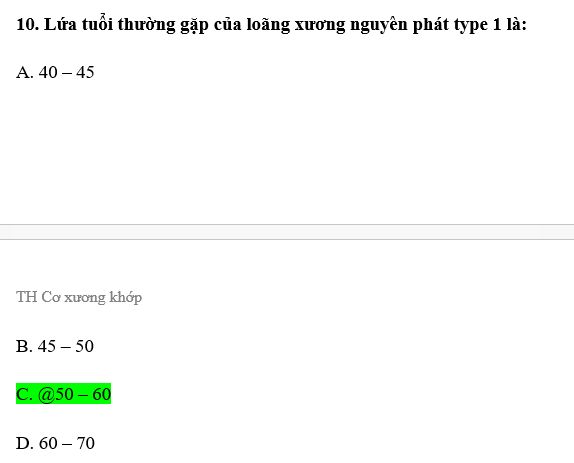 10. Lứa tuổi thường gặp của loãng xương nguyên phát type 1 là:
A. 40 – 45
TH Cơ xương khớp
B. 45 – 50
C. @50 – 60
D. 60 – 70